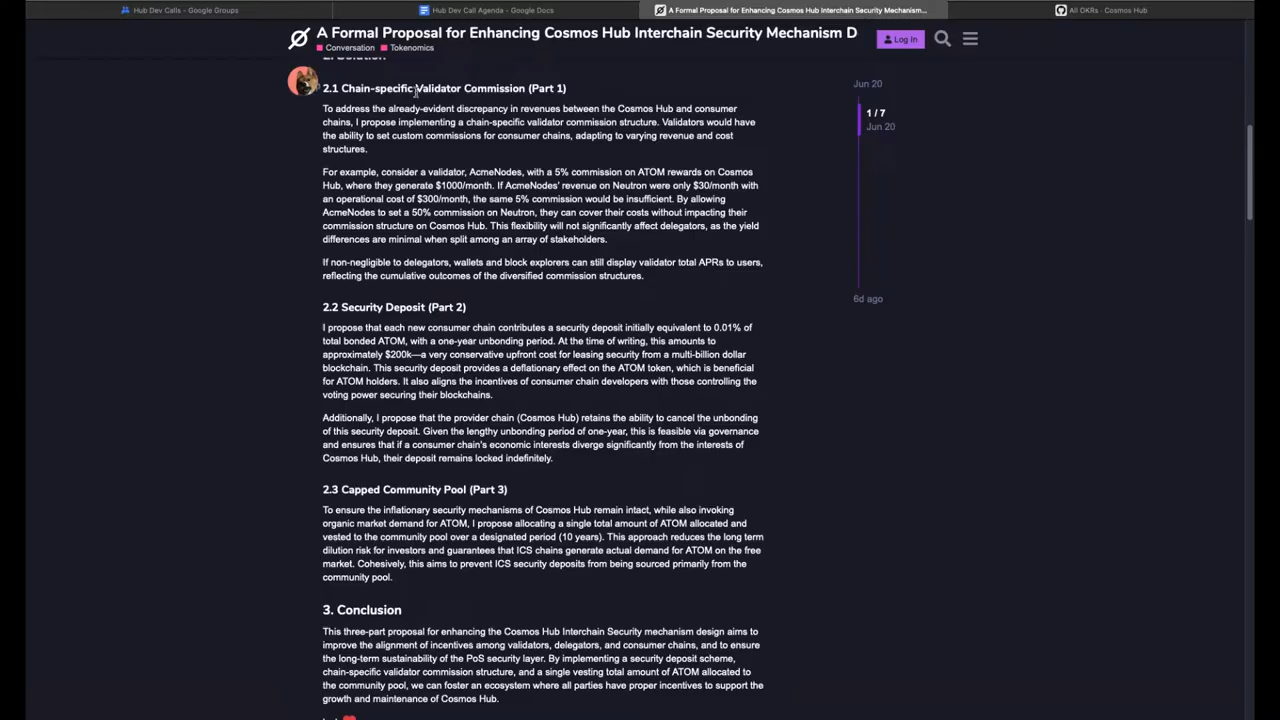 Hub Dev Calls - Google Groups
Hub Dev Call Agenda - Google Docs
A Formal Proposal for Enhancing Cosmos Hub Interchain Security Mechanism...
All DKRs · Cosmos Hub
A Formal Proposal for Enhancing Cosmos Hub Interchain Security Mechanism D
Conversation Tokenomics
Log In
2. Solution
2.1 Chain-specific Validator Commission (Part 1)
To address the already-evident discrepancy in revenues between the Cosmos Hub and consumer
chains, I propose implementing a chain-specific validator commission structure. Validators would have
the ability to set custom commissions for consumer chains, adapting to varying revenue and cost
structures.
For example, consider a validator, AcmeNodes, with a 5% commission on ATOM rewards on Cosmos
Hub, where they generate $1000/month. If AcmeNodes' revenue on Neutron were only $30/month with
an operational cost of $300/month, the same 5% commission would be insufficient. By allowing
AcmeNodes to set a 50% commission on Neutron, they can cover their costs without impacting their
commission structure on Cosmos Hub. This flexibility will not significantly affect delegators, as the yield
differences are minimal when split among an array of stakeholders.
If non-negligible to delegators, wallets and block explorers can still display validator total APRs to users,
reflecting the cumulative outcomes of the diversified commission structures.
2.2 Security Deposit (Part 2)
I propose that each new consumer chain contributes a security deposit initially equivalent to 0.01% of
total bonded ATOM, with a one-year unbonding period. At the time of writing, this amounts to
approximately $200k—a very conservative upfront cost for leasing security from a multi-billion dollar
blockchain. This security deposit provides a deflationary effect on the ATOM token, which is beneficial
for ATOM holders. It also aligns the incentives of consumer chain developers with those controlling the
voting power securing their blockchains.
Additionally, I propose that the provider chain (Cosmos Hub) retains the ability to cancel the unbonding
of this security deposit. Given the lengthy unbonding period of one-year, this is feasible via governance
and ensures that if a consumer chain's economic interests diverge significantly from the interests of
Cosmos Hub, their deposit remains locked indefinitely.
2.3 Capped Community Pool (Part 3)
To ensure the inflationary security mechanisms of Cosmos Hub remain intact, while also invoking
organic market demand for ATOM, I propose allocating a single total amount of ATOM allocated and
vested to the community pool over a designated period (10 years). This approach reduces the long term
dilution risk for investors and guarantees that ICS chains generate actual demand for ATOM on the free
market. Cohesively, this aims to prevent ICS security deposits from being sourced primarily from the
community pool.
3. Conclusion
This three-part proposal for enhancing the Cosmos Hub Interchain Security mechanism design aims to
improve the alignment of incentives among validators, delegators, and consumer chains, and to ensure
the long-term sustainability of the PoS security layer. By implementing a security deposit scheme,
chain-specific validator commission structure, and a single vesting total amount of ATOM allocated to
the community pool, we can foster an ecosystem where all parties have proper incentives to support the
growth and maintenance of Cosmos Hub.
Jun 20
1 / 7
Jun 20
6d ago